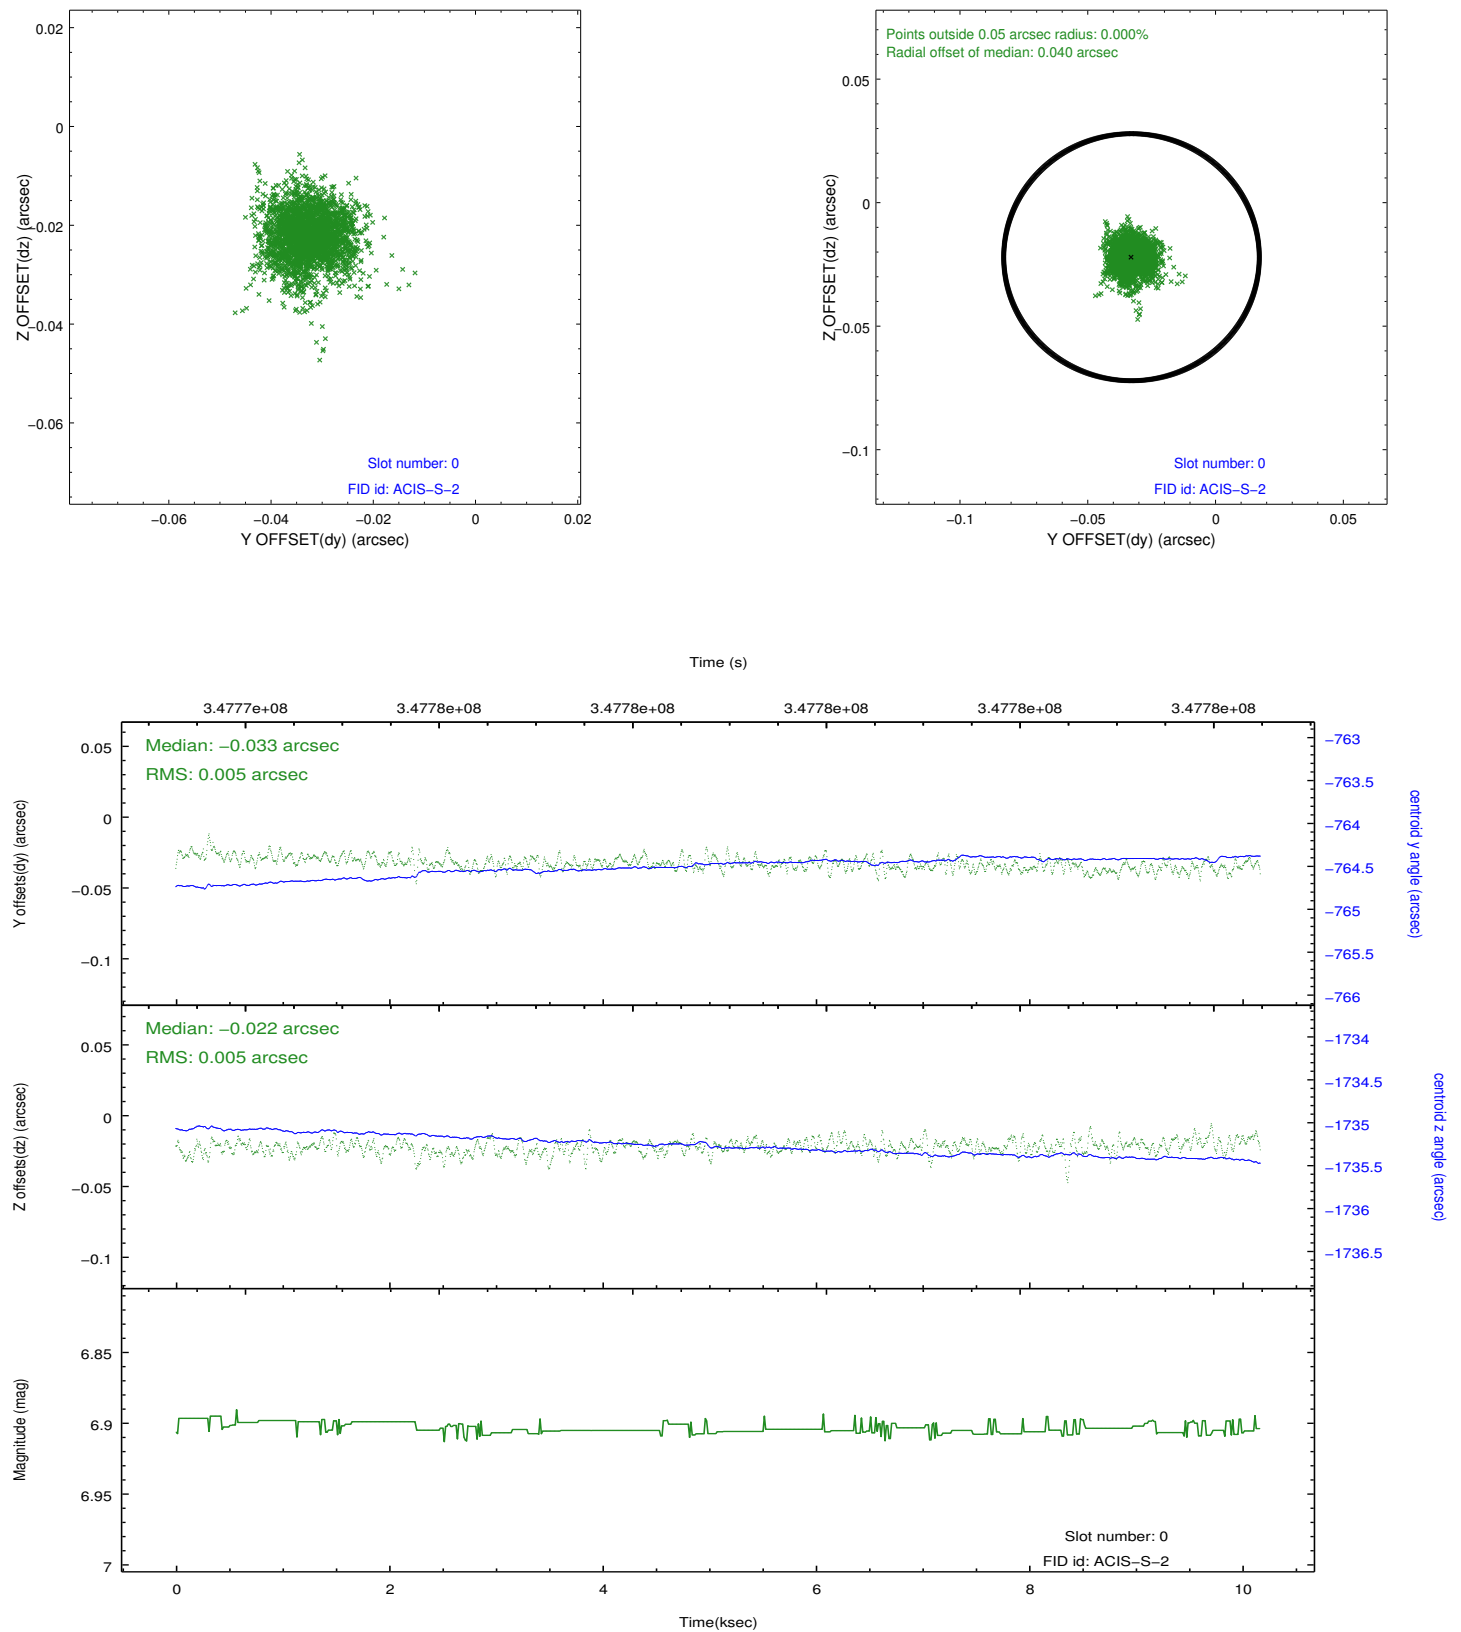 0.02
0
−0.02
−0.04
−0.06
Z OFFSET(dz) (arcsec)
Slot number: 0
FID id: ACIS−S−2
−0.06
−0.04
−0.02
0
0.02
Y OFFSET(dy) (arcsec)
Points outside 0.05 arcsec radius: 0.000%
Radial offset of median: 0.040 arcsec
0.05
0
−0.05
−0.1
Z OFFSET(dz) (arcsec)
Slot number: 0
FID id: ACIS−S−2
−0.1
−0.05
0
0.05
Y OFFSET(dy) (arcsec)
Time (s)
3.4777e+08
3.4778e+08
3.4778e+08
3.4778e+08
3.4778e+08
3.4778e+08
Median: −0.033 arcsec
RMS: 0.005 arcsec
0.05
0
−0.05
−0.1
Y offsets(dy) (arcsec)
−763
−763.5
−764
−764.5
−765
−765.5
−766
centroid y angle (arcsec)
Median: −0.022 arcsec
RMS: 0.005 arcsec
0.05
0
−0.05
−0.1
Z offsets(dz) (arcsec)
−1734
−1734.5
−1735
−1735.5
−1736
−1736.5
centroid z angle (arcsec)
6.85
6.9
6.95
7
Magnitude (mag)
Slot number: 0
FID id: ACIS−S−2
0
2
4
6
8
10
Time(ksec)